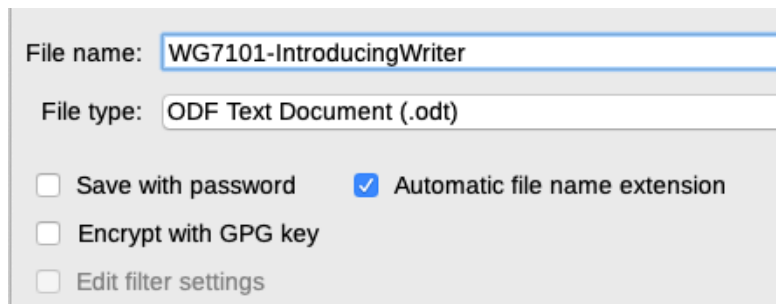 File name: WG7101-IntroducingWriter
File type: ODF Text Document (.odt)
Save with password Automatic file name extension
Encrypt with GPG key
Edit filter settings